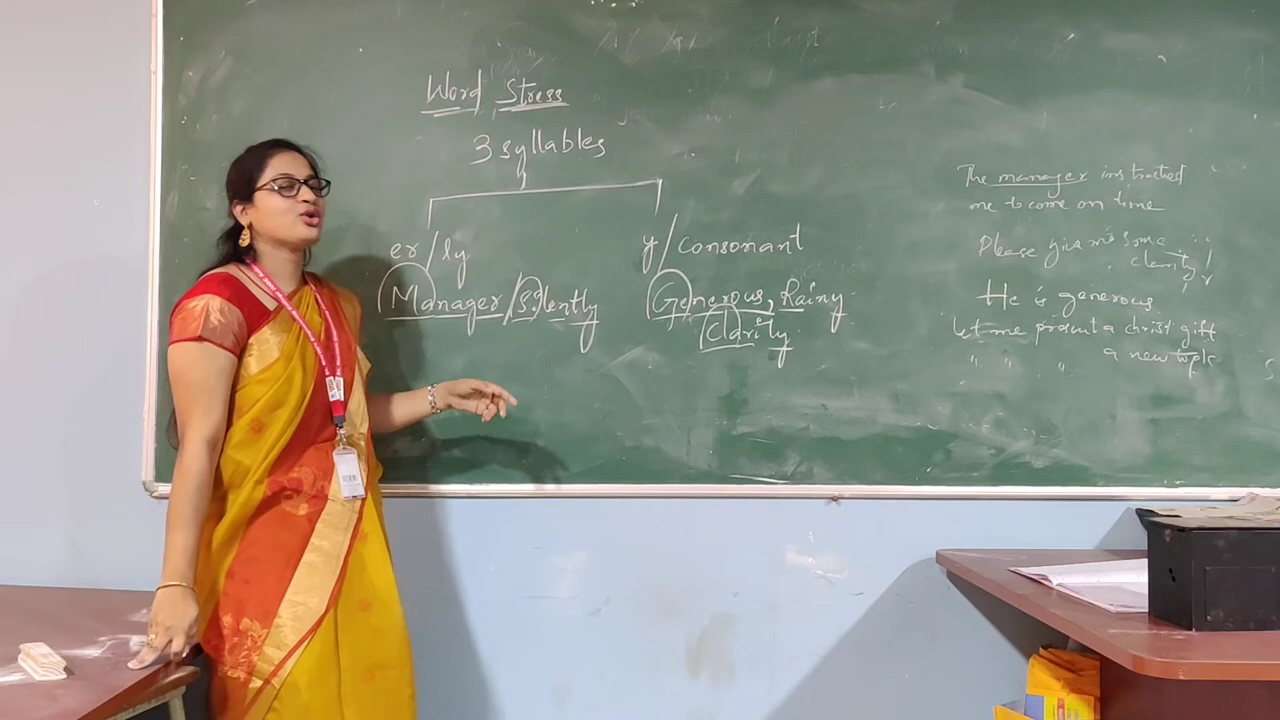 Word Stress
3 syllables
er/ly
y/consonant
Manager/Silently
Generous, Rainy
Clarity
The manager instructed
me to come on time
Please give me some
clarity
He is generous
let me present a christ gift
" " " a new